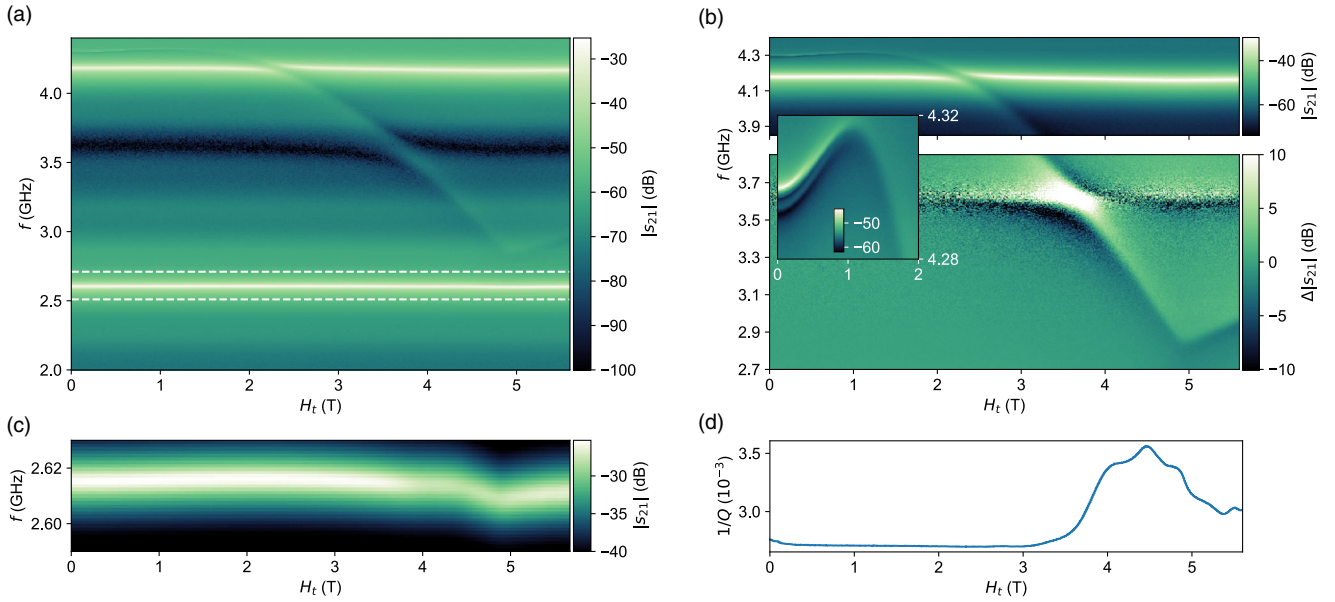 (a)
f (GHz)
4.0
3.5
3.0
2.5
2.0
0 1 2 3 4 5
H_t (T)
−30
−40
−50
−60
−70
−80
−90
−100
|s_21| (dB)
(b)
4.3
4.1
3.9
−40
−60
|s_21| (dB)
f (GHz)
3.7
3.5
3.3
3.1
2.9
2.7
4.32
4.28
−50
−60
0 1 2
0 1 2 3 4 5
H_t (T)
10
5
0
−5
−10
Δ|s_21| (dB)
(c)
f (GHz)
2.62
2.60
0 1 2 3 4 5
H_t (T)
−30
−35
−40
|s_21| (dB)
(d)
1/Q (10⁻³)
3.5
3.0
0 1 2 3 4 5
H_t (T)